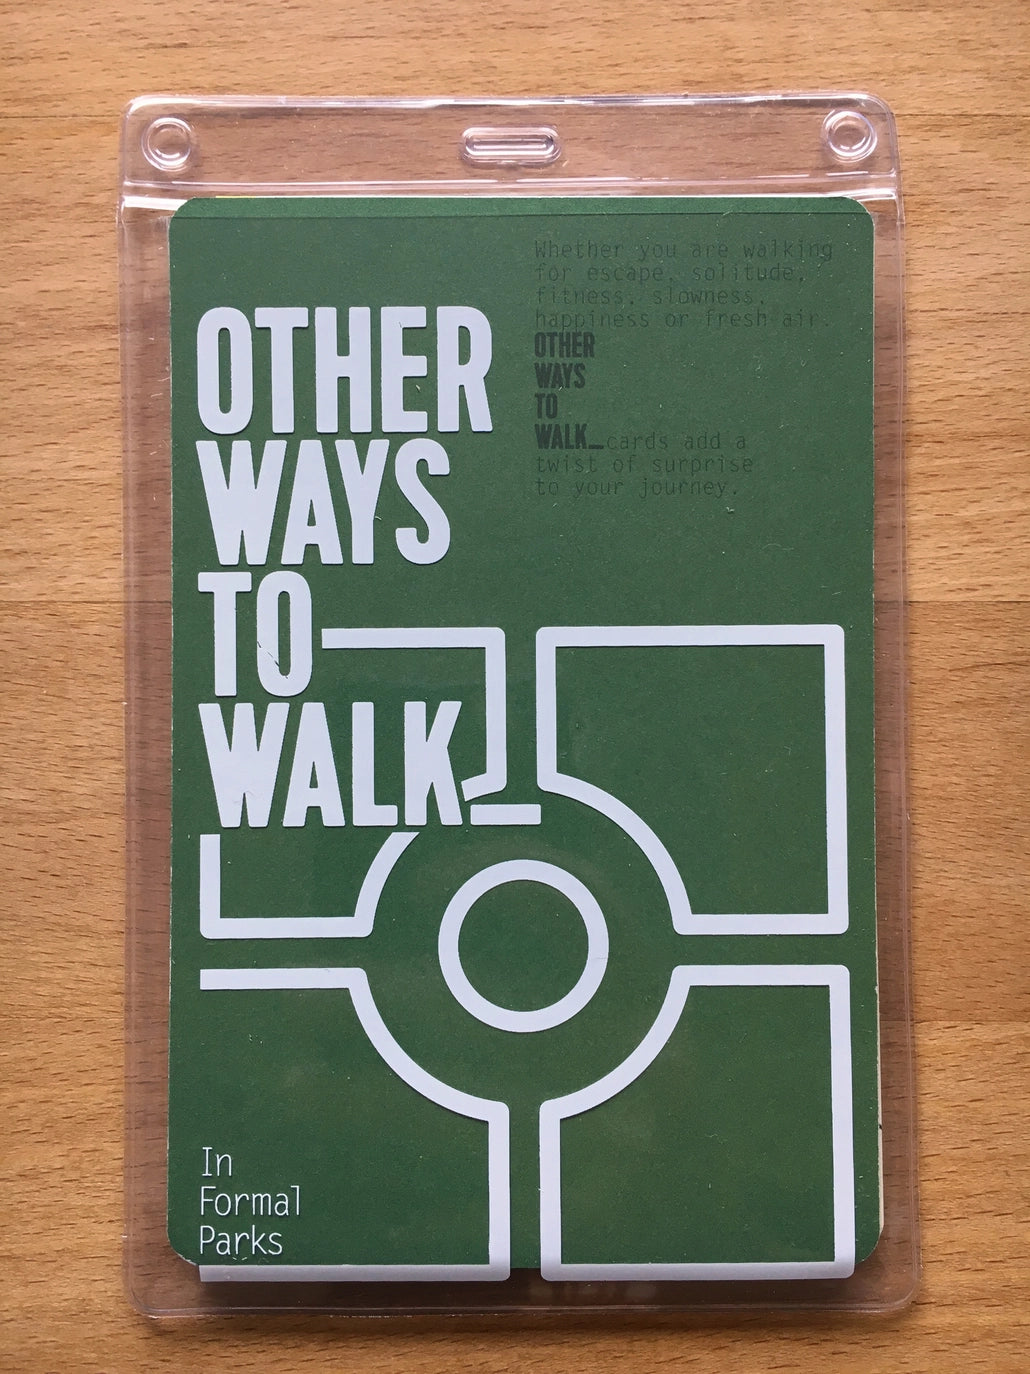 OTHER
WAYS
TO
WALK_
Whether you are walking
for escape, solitude,
fitness, slowness,
happiness or fresh air.
OTHER
WAYS
TO
WALK_cards add a
twist of surprise
to your journey.
In
Formal
Parks